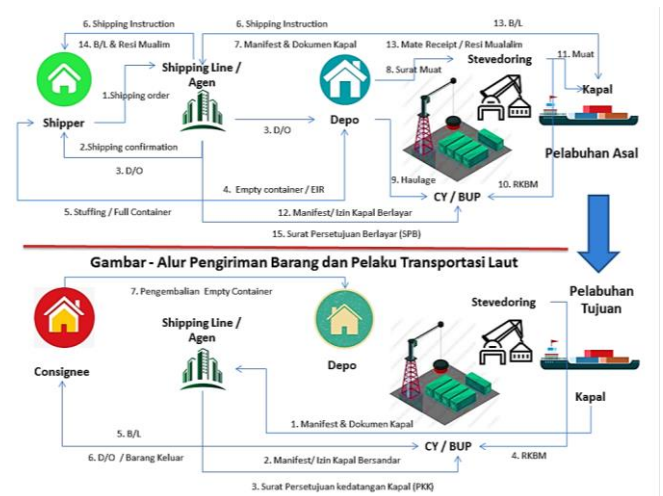 6. Shipping Instruction
6. Shipping Instruction
13. B/L
14. B/L & Resi Mualim
7. Manifest & Dokumen Kapal
13. Mate Receipt / Resi Mualalim
Shipping Line /
Agen
8. Surat Muat
Stevedoring
11. Muat
Kapal
1.Shipping order
Shipper
3. D/O
Depo
2.Shipping confirmation
Pelabuhan Asal
3. D/O
4. Empty container / EIR
9. Haulage
10. RKBM
CY / BUP
5. Stuffing / Full Container
12. Manifest/ Izin Kapal Berlayar
15. Surat Persetujuan Berlayar (SPB)
Gambar - Alur Pengiriman Barang dan Pelaku Transportasi Laut
7. Pengembalian Empty Container
Pelabuhan
Tujuan
Stevedoring
Shipping Line /
Agen
Consignee
Depo
Kapal
1. Manifest & Dokumen Kapal
5. B/L
CY / BUP
4. RKBM
6. D/O / Barang Keluar
2. Manifest/ Izin Kapal Bersandar
3. Surat Persetujuan kedatangan Kapal (PKK)